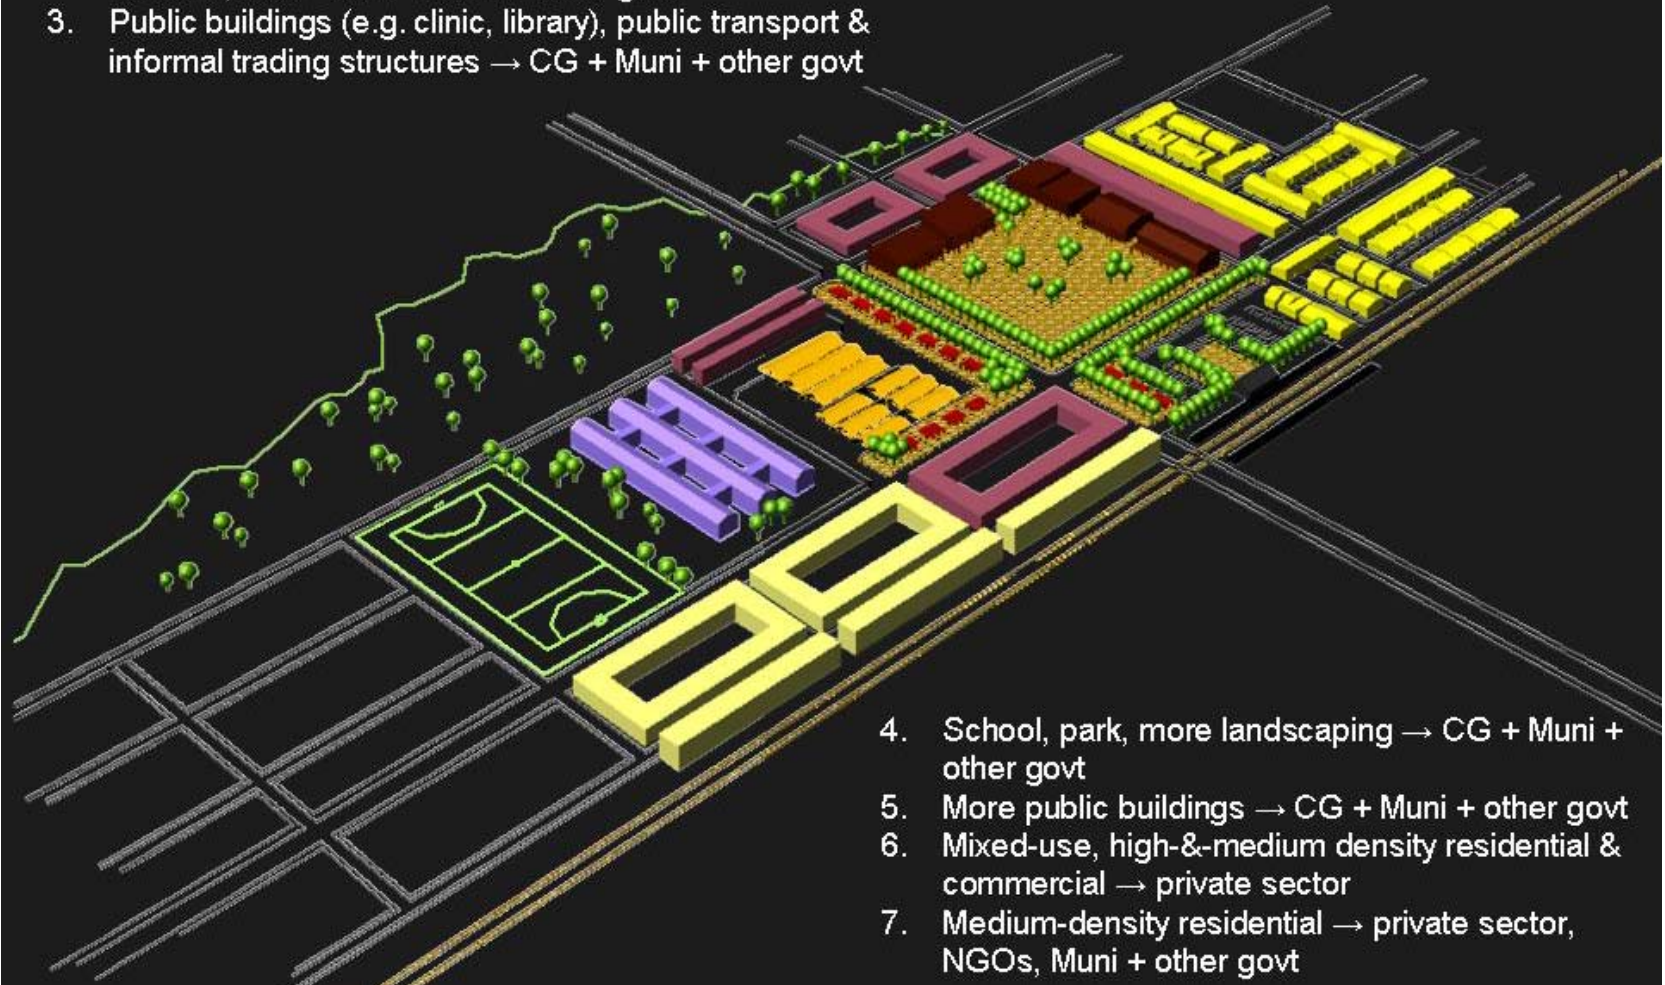 3. Public buildings (e.g. clinic, library), public transport &
informal trading structures → CG + Muni + other govt
4. School, park, more landscaping → CG + Muni +
other govt
5. More public buildings → CG + Muni + other govt
6. Mixed-use, high-&-medium density residential &
commercial → private sector
7. Medium-density residential → private sector,
NGOs, Muni + other govt